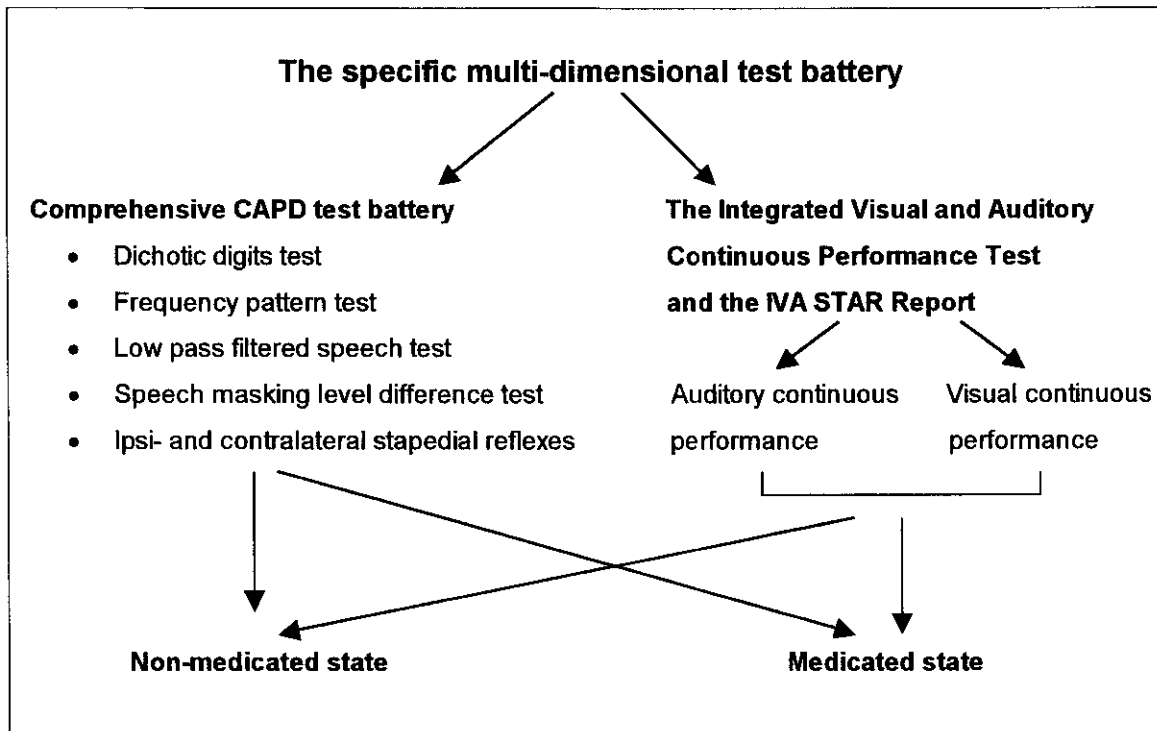 The specific multi-dimensional test battery
Comprehensive CAPD test battery
• Dichotic digits test
• Frequency pattern test
• Low pass filtered speech test
• Speech masking level difference test
• Ipsi- and contralateral stapedial reflexes
The Integrated Visual and Auditory
Continuous Performance Test
and the IVA STAR Report
Auditory continuous
performance
Visual continuous
performance
Non-medicated state
Medicated state